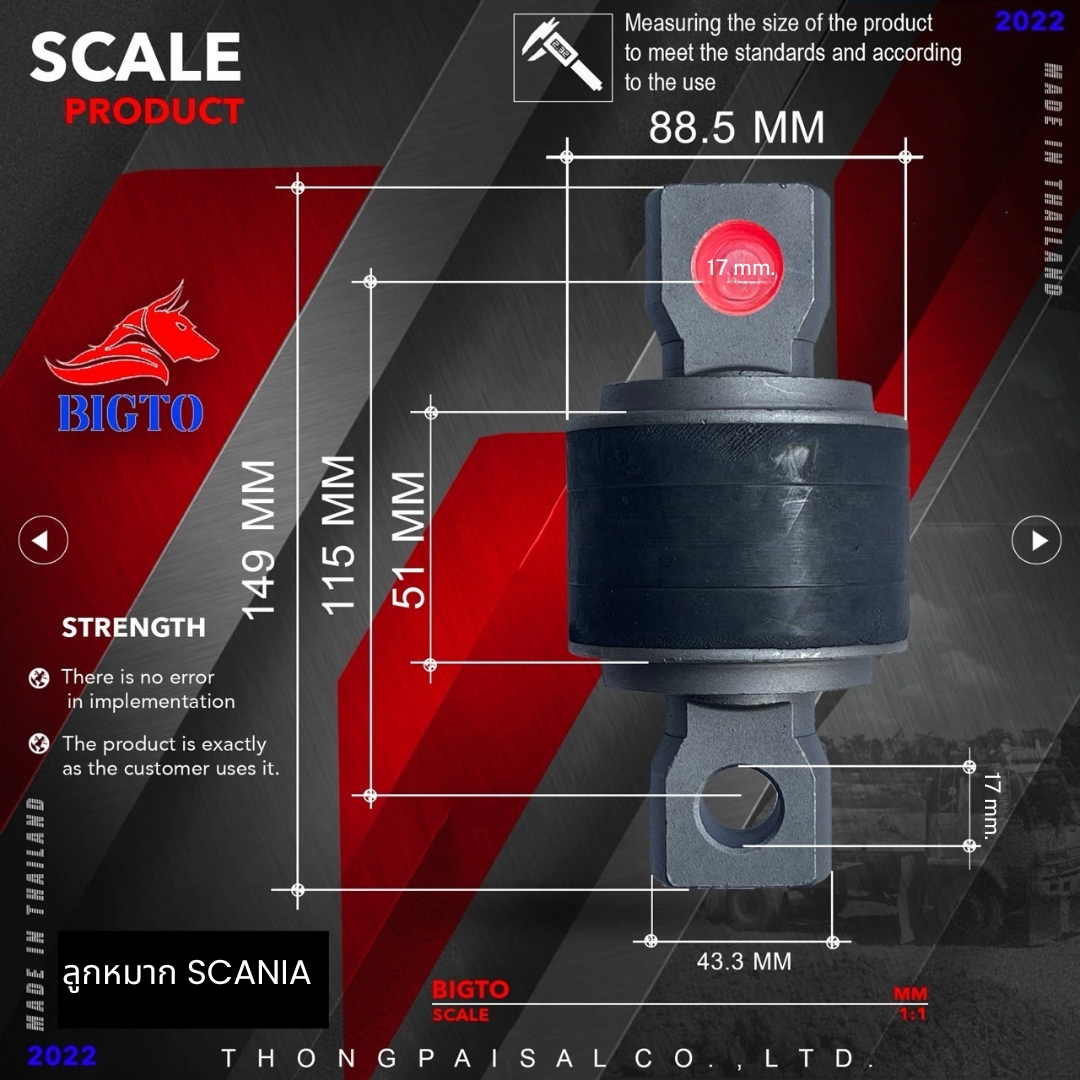 SCALE
PRODUCT
Measuring the size of the product
to meet the standards and according
to the use
2022
MADE IN THAILAND
88.5 MM
17 mm.
BIGTO
149 MM
115 MM
51 MM
STRENGTH
There is no error
in implementation
The product is exactly
as the customer uses it.
17 mm.
43.3 MM
MADE IN THAILAND
ลูกหมาก SCANIA
BIGTO
SCALE
MM
1:1
2022
THONGPAISAL CO., LTD.